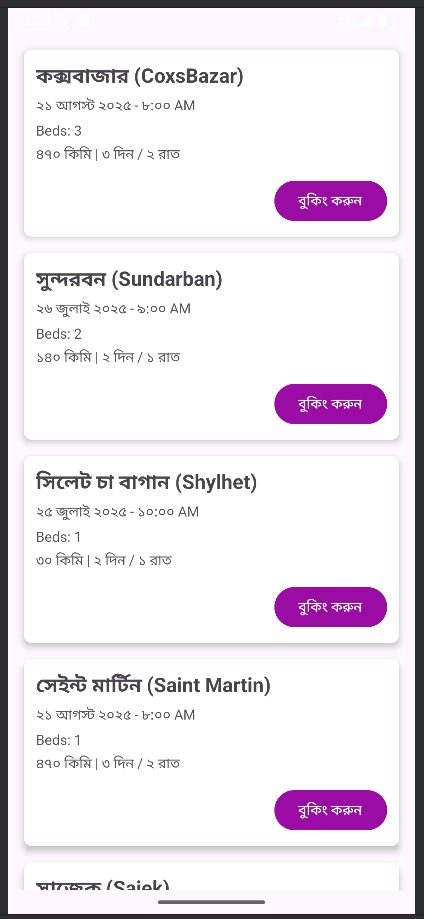 কক্সবাজার (CoxsBazar)
২১ আগস্ট ২০২৫ - ৮:০০ AM
Beds: 3
৪৭০ কিমি | ৩ দিন / ২ রাত
বুকিং করুন
সুন্দরবন (Sundarban)
২৬ জুলাই ২০২৫ - ৯:০০ AM
Beds: 2
১৪০ কিমি | ২ দিন / ১ রাত
বুকিং করুন
সিলেট চা বাগান (Shylhet)
২৫ জুলাই ২০২৫ - ১০:০০ AM
Beds: 1
৩০ কিমি | ২ দিন / ১ রাত
বুকিং করুন
সেইন্ট মার্টিন (Saint Martin)
২১ আগস্ট ২০২৫ - ৮:০০ AM
Beds: 1
৪৭০ কিমি | ৩ দিন / ২ রাত
বুকিং করুন
সাজেক (Sajek)